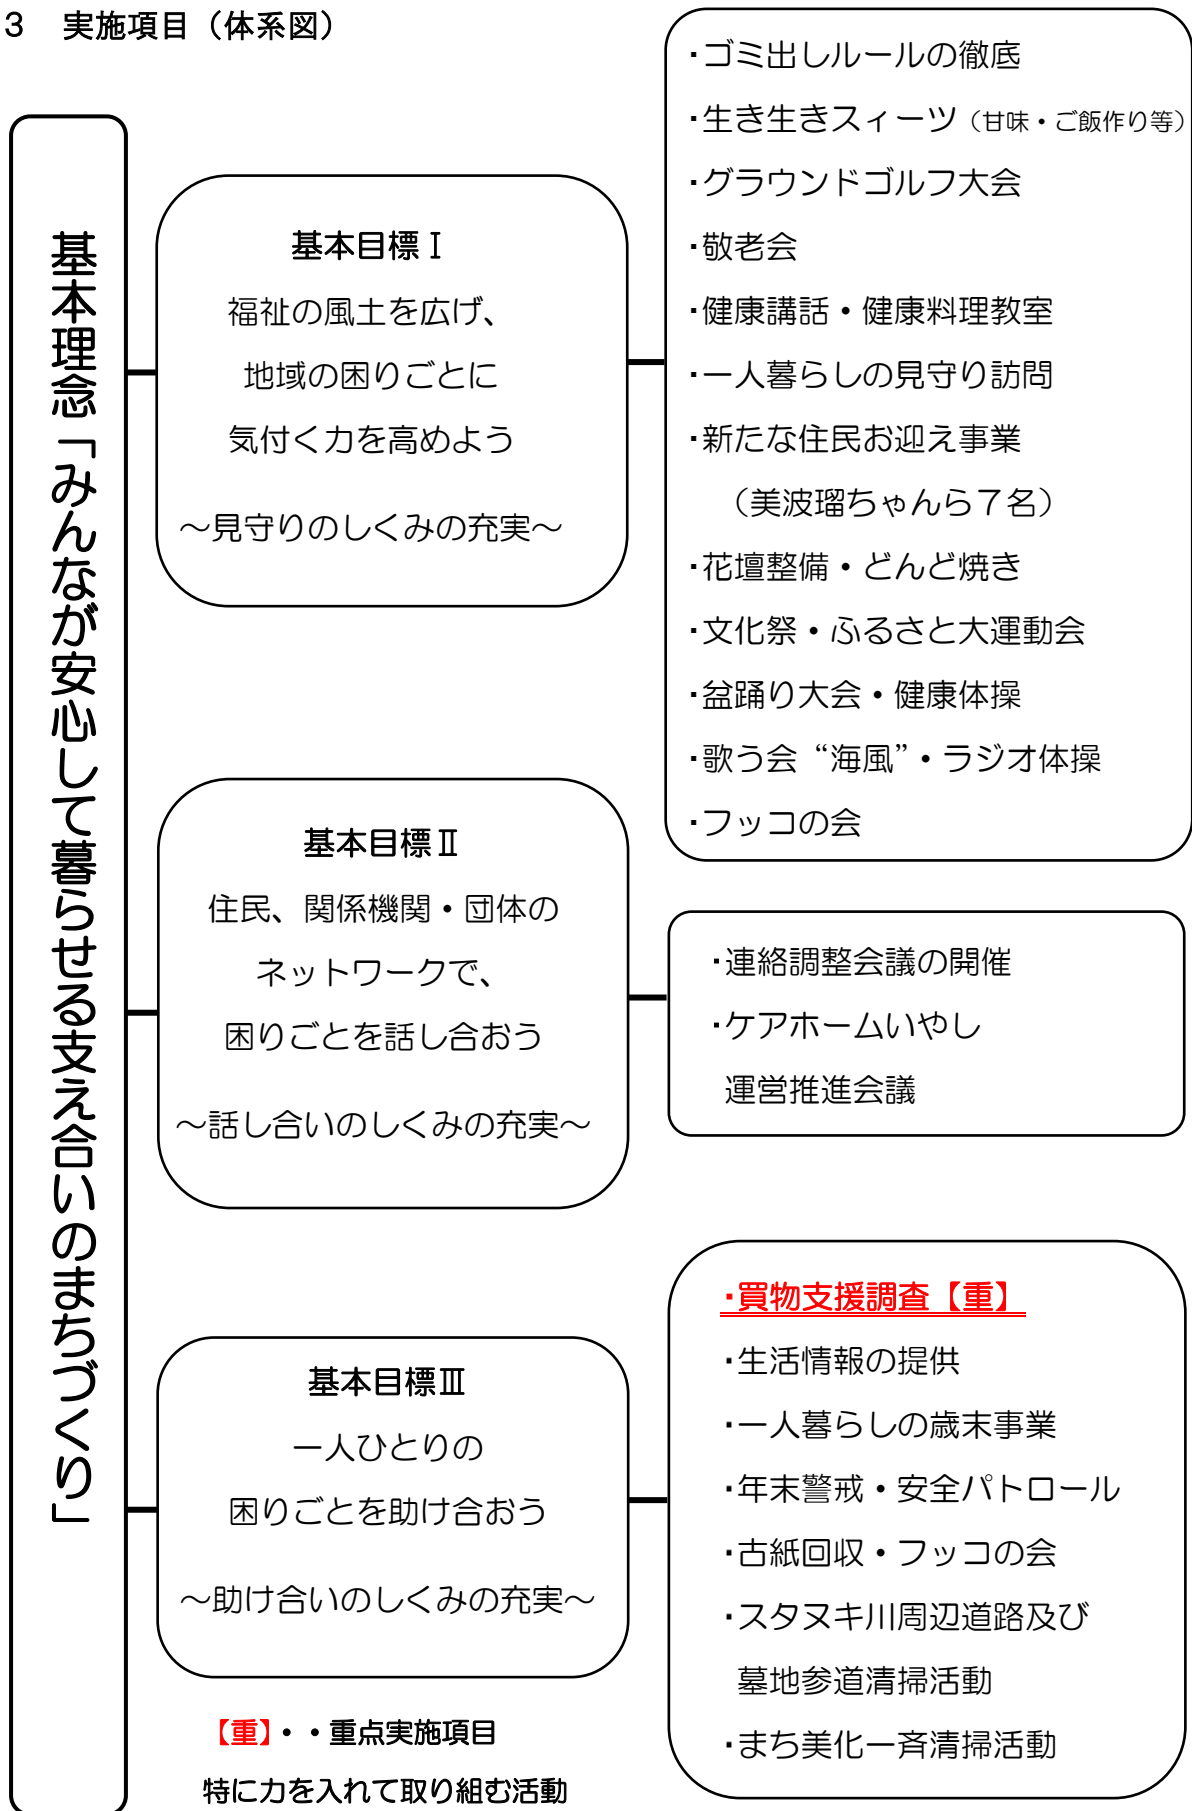 ３　実施項目（体系図）
基本理念「みんなが安心して暮らせる支え合いのまちづくり」
基本目標Ⅰ
福祉の風土を広げ、
地域の困りごとに
気付く力を高めよう
～見守りのしくみの充実～
・ゴミ出しルールの徹底
・生き生きスィーツ（甘味・ご飯作り等）
・グラウンドゴルフ大会
・敬老会
・健康講話・健康料理教室
・一人暮らしの見守り訪問
・新たな住民お迎え事業
（美波瑠ちゃんら７名）
・花壇整備・どんど焼き
・文化祭・ふるさと大運動会
・盆踊り大会・健康体操
・歌う会“海風”・ラジオ体操
・フッコの会
基本目標Ⅱ
住民、関係機関・団体の
ネットワークで、
困りごとを話し合おう
～話し合いのしくみの充実～
・連絡調整会議の開催
・ケアホームいやし
運営推進会議
基本目標Ⅲ
一人ひとりの
困りごとを助け合おう
～助け合いのしくみの充実～
・買物支援調査【重】
・生活情報の提供
・一人暮らしの歳末事業
・年末警戒・安全パトロール
・古紙回収・フッコの会
・スタヌキ川周辺道路及び
墓地参道清掃活動
・まち美化一斉清掃活動
【重】・・重点実施項目
特に力を入れて取り組む活動